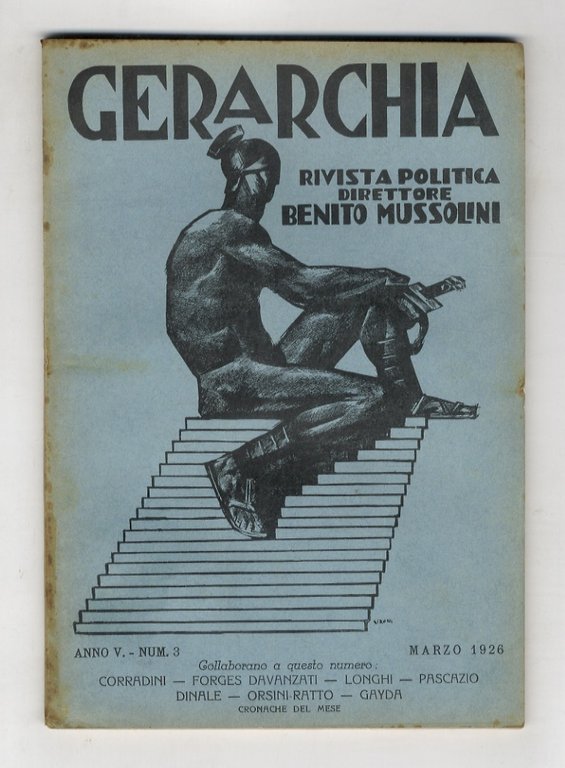 GERARCHIA
RIVISTA POLITICA
DIRETTORE
BENITO MUSSOLINI
ANNO V. - NUM. 3
MARZO 1926
Collaborano a questo numero:
CORRADINI — FORGES DAVANZATI — LONGHI — PASCAZIO
DINALE — ORSINI-RATTO — GAYDA
CRONACHE DEL MESE